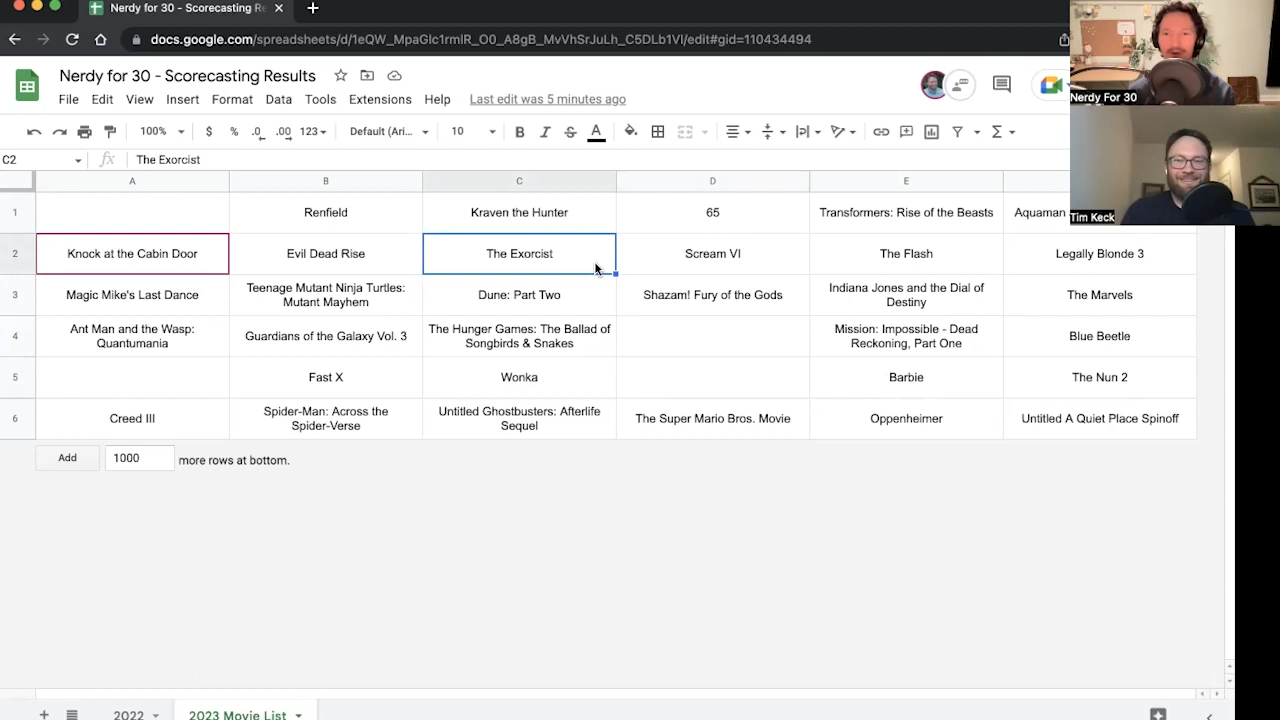 Nerdy for 30 - Scorecasting Re
Nerdy for 30 - Scorecasting Results
File Edit View Insert Format Data Tools Extensions Help Last edit was 5 minutes ago
100% $ % .0 .00 123 Default (Ari... 10 B I S A
C2 fx The Exorcist
Nerdy For 30
Tim Keck
A B C D E
1 Renfield Kraven the Hunter 65 Transformers: Rise of the Beasts Aquaman
2 Knock at the Cabin Door Evil Dead Rise The Exorcist Scream VI The Flash Legally Blonde 3
3 Magic Mike's Last Dance Teenage Mutant Ninja Turtles: Mutant Mayhem Dune: Part Two Shazam! Fury of the Gods Indiana Jones and the Dial of Destiny The Marvels
4 Ant Man and the Wasp: Quantumania Guardians of the Galaxy Vol. 3 The Hunger Games: The Ballad of Songbirds & Snakes Mission: Impossible - Dead Reckoning, Part One Blue Beetle
5 Fast X Wonka Barbie The Nun 2
6 Creed III Spider-Man: Across the Spider-Verse Untitled Ghostbusters: Afterlife Sequel The Super Mario Bros. Movie Oppenheimer Untitled A Quiet Place Spinoff
Add 1000 more rows at bottom.
2022 2023 Movie List